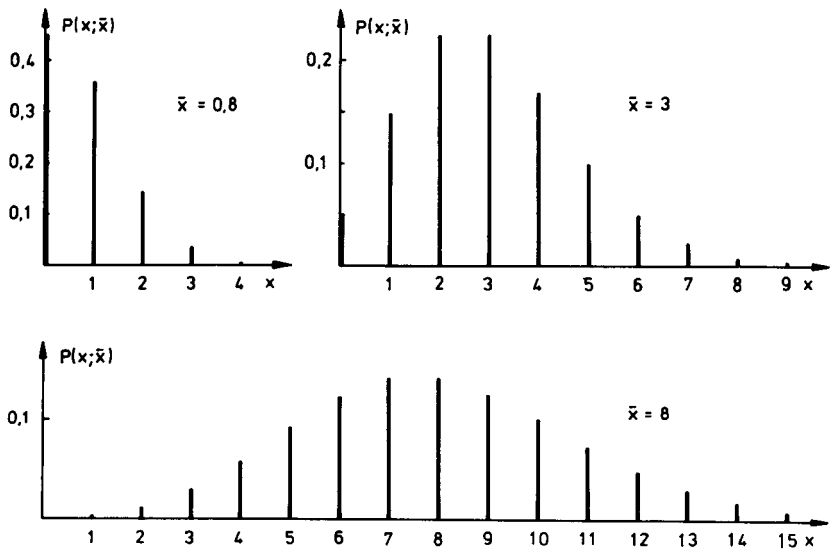 P(x;x̄)
0,4
0,3
0,2
0,1
x̄ = 0,8
1 2 3 4 x
P(x;x̄)
0,2
0,1
x̄ = 3
1 2 3 4 5 6 7 8 9 x
P(x;x̄)
0,1
x̄ = 8
1 2 3 4 5 6 7 8 9 10 11 12 13 14 15 x